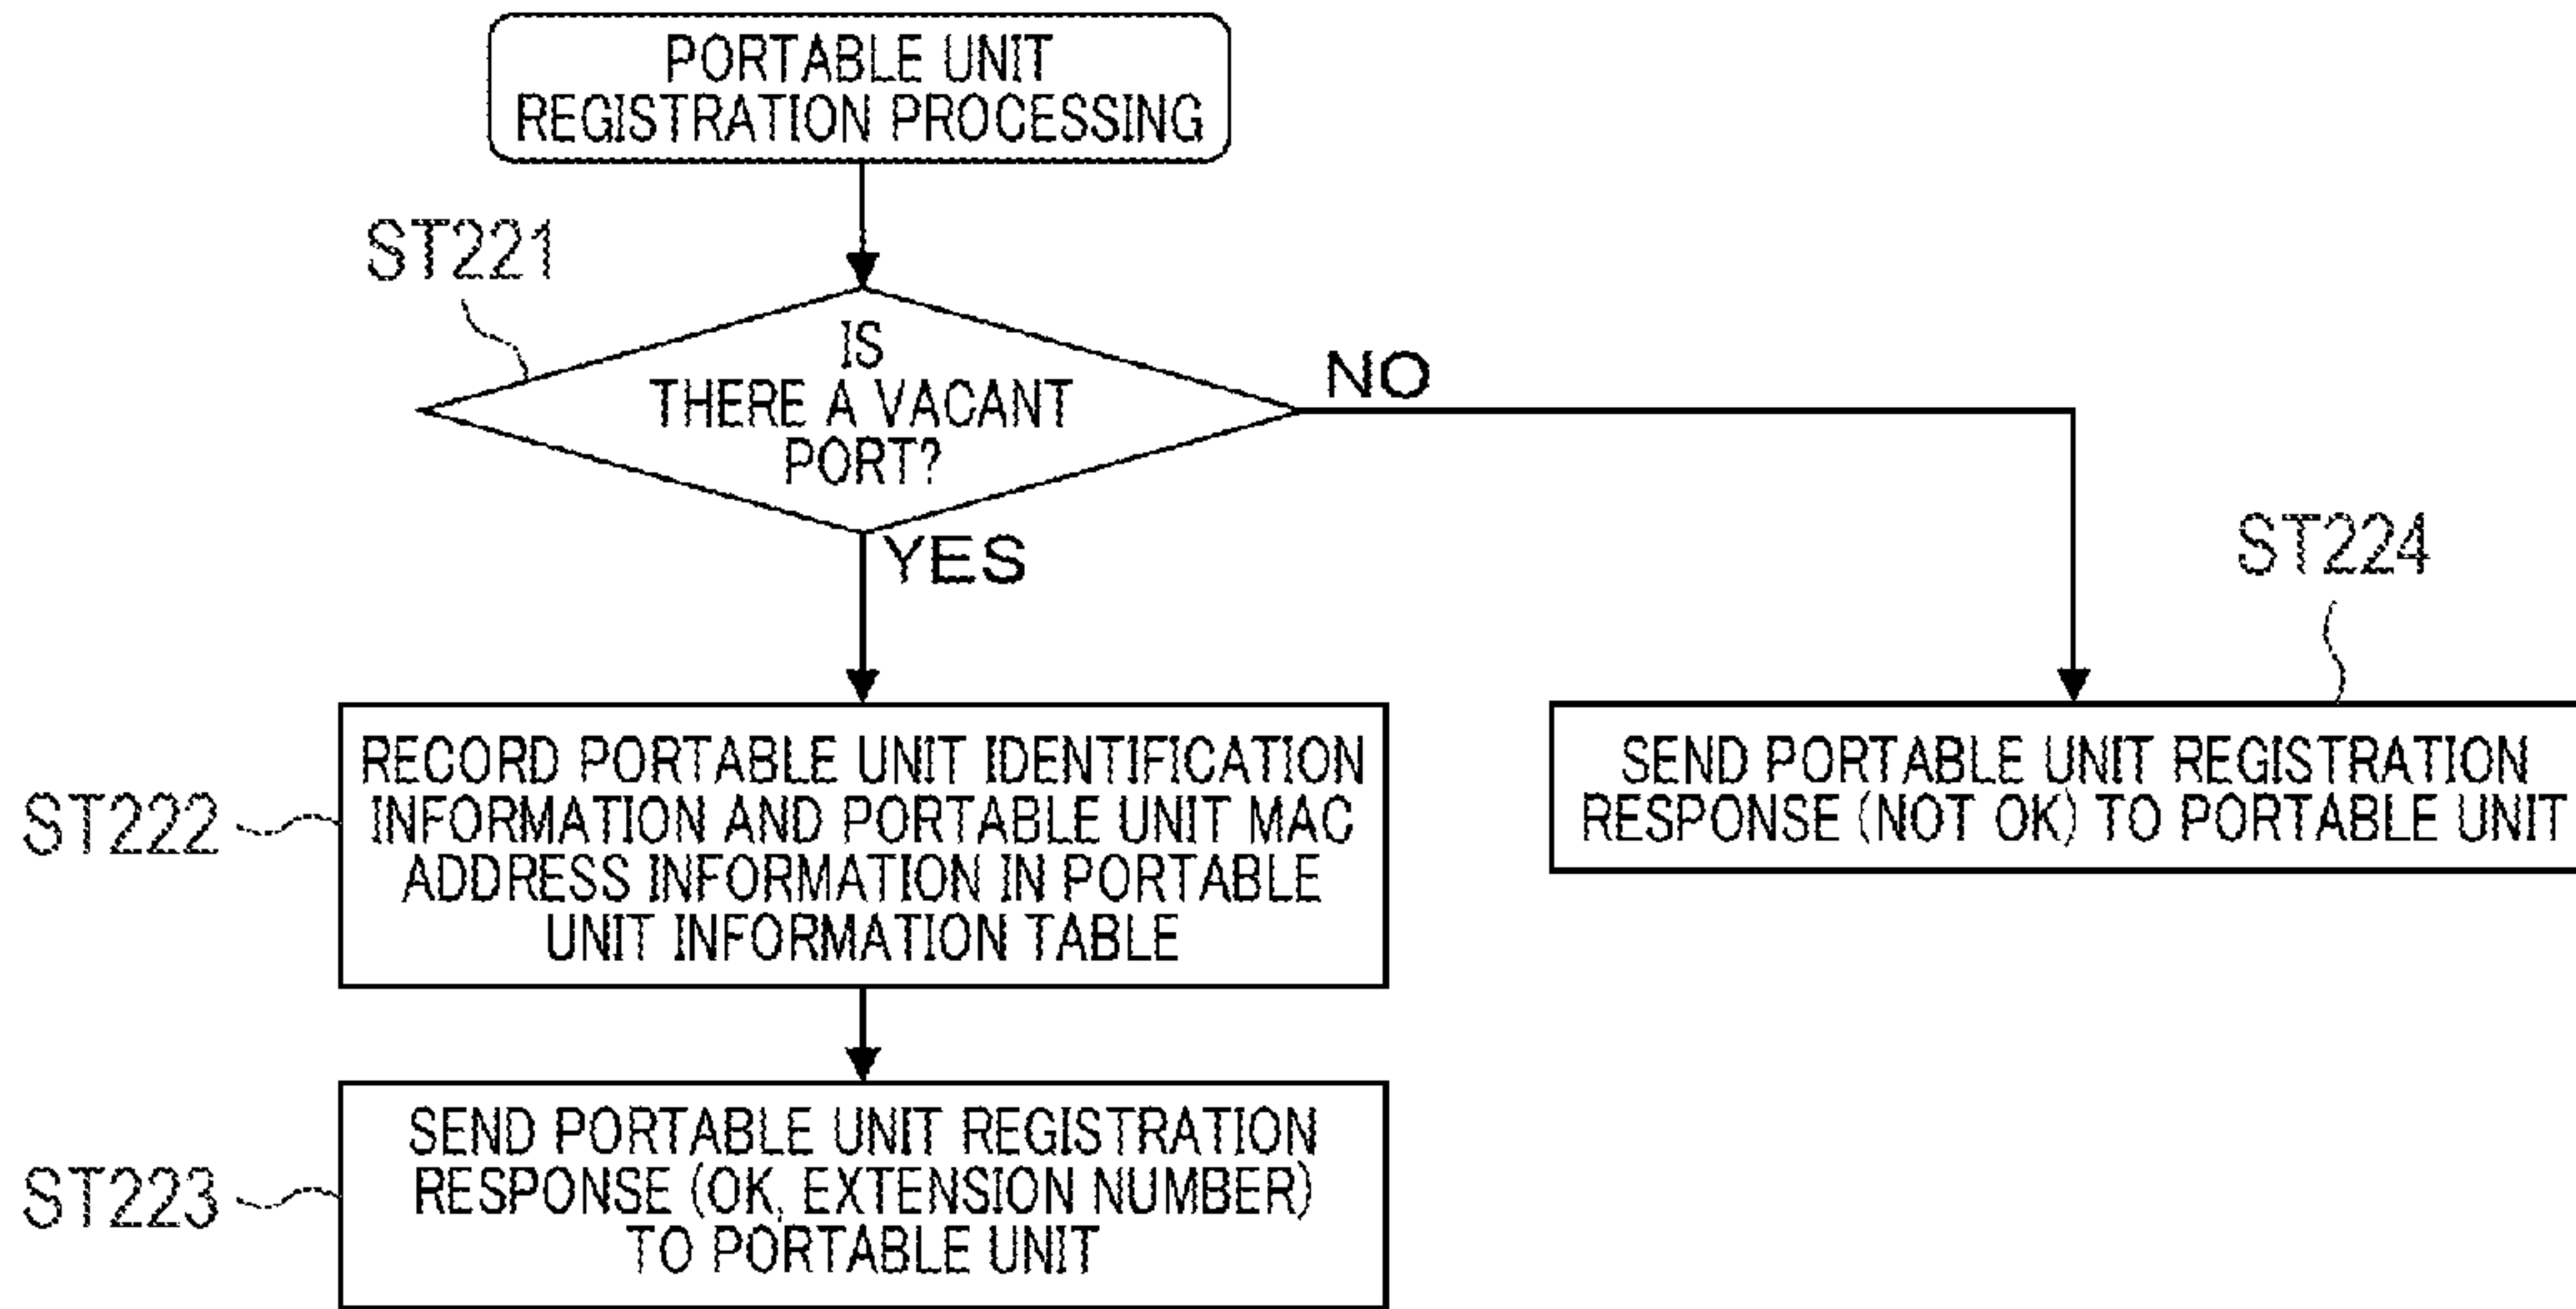 PORTABLE UNIT
REGISTRATION PROCESSING
ST221
IS
THERE A VACANT
PORT?
NO
YES
ST224
ST222
RECORD PORTABLE UNIT IDENTIFICATION
INFORMATION AND PORTABLE UNIT MAC
ADDRESS INFORMATION IN PORTABLE
UNIT INFORMATION TABLE
SEND PORTABLE UNIT REGISTRATION
RESPONSE (NOT OK) TO PORTABLE UNIT
ST223
SEND PORTABLE UNIT REGISTRATION
RESPONSE (OK, EXTENSION NUMBER)
TO PORTABLE UNIT